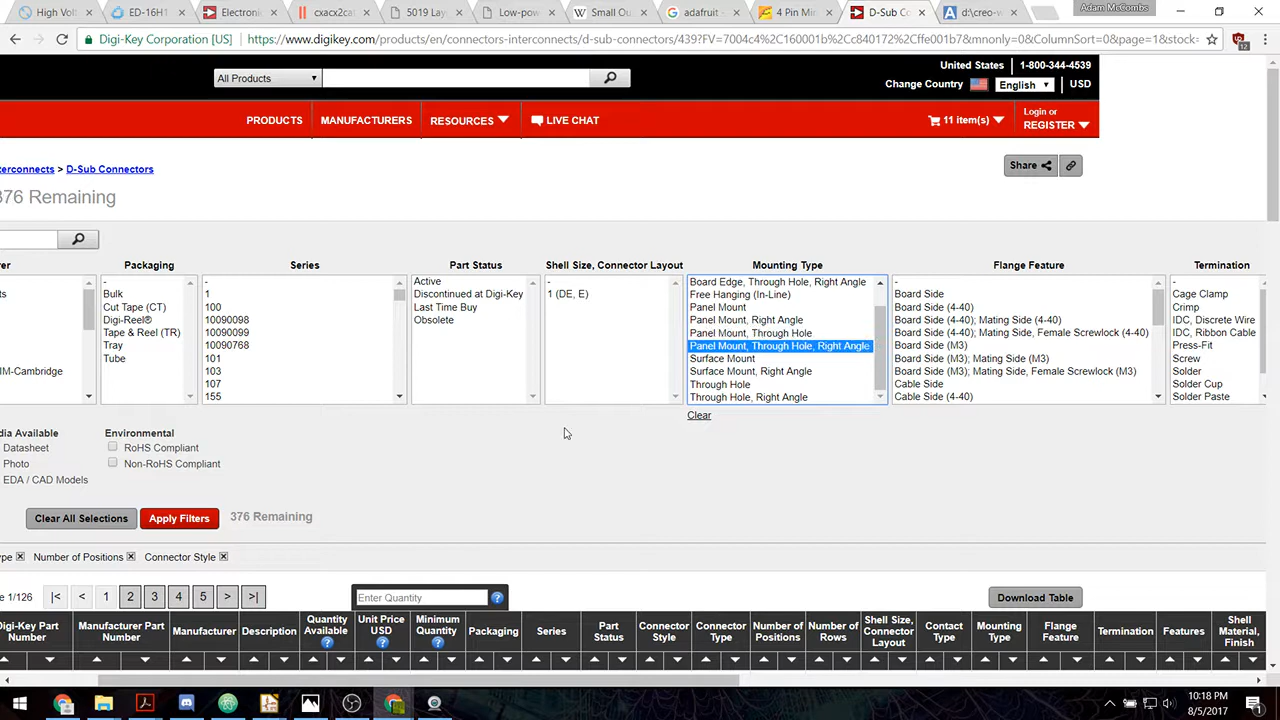 High V
ED-16H1
Electroni
cxacx2cat
5019 Lay
Low-pow
Small Ou
adafruit -
4 Pin Mi
D-Sub Co
d:\creo-w
Adam McCombs
Digi-Key Corporation [US]
https://www.digikey.com/products/en/connectors-interconnects/d-sub-connectors/439?FV=7004c4%2C160001b%2Cc840172%2Cffe001b7&mnonly=0&ColumnSort=0&page=1&stock=
12
United States
1-800-344-4539
All Products
Change Country
English
USD
PRODUCTS
MANUFACTURERS
RESOURCES
LIVE CHAT
11 item(s)
Login or
REGISTER
terconnects > D-Sub Connectors
Share
376 Remaining
er
Packaging
Series
Part Status
Shell Size, Connector Layout
Mounting Type
Flange Feature
Termination
ts
IM-Cambridge
-
Bulk
Cut Tape (CT)
Digi-Reel®
Tape & Reel (TR)
Tray
Tube
-
1
100
10090098
10090099
10090768
101
103
107
155
Active
Discontinued at Digi-Key
Last Time Buy
Obsolete
-
1 (DE, E)
Board Edge, Through Hole, Right Angle
Free Hanging (In-Line)
Panel Mount
Panel Mount, Right Angle
Panel Mount, Through Hole
Panel Mount, Through Hole, Right Angle
Surface Mount
Surface Mount, Right Angle
Through Hole
Through Hole, Right Angle
-
Board Side
Board Side (4-40)
Board Side (4-40); Mating Side (4-40)
Board Side (4-40); Mating Side, Female Screwlock (4-40)
Board Side (M3)
Board Side (M3); Mating Side (M3)
Board Side (M3); Mating Side, Female Screwlock (M3)
Cable Side
Cable Side (4-40)
-
Cage Clamp
Crimp
IDC, Discrete Wire
IDC, Ribbon Cable
Press-Fit
Screw
Solder
Solder Cup
Solder Paste
Clear
dia Available
Environmental
Datasheet
RoHS Compliant
Photo
Non-RoHS Compliant
EDA / CAD Models
Clear All Selections
Apply Filters
376 Remaining
ype
Number of Positions
Connector Style
e 1/126
|<
<
1
2
3
4
5
>
>|
Enter Quantity
?
Download Table
Digi-Key Part Number
Manufacturer Part Number
Manufacturer
Description
Quantity Available ?
Unit Price USD ?
Minimum Quantity ?
Packaging
Series
Part Status
Connector Style
Connector Type
Number of Positions
Number of Rows
Shell Size, Connector Layout
Contact Type
Mounting Type
Flange Feature
Termination
Features
Shell Material, Finish
10:18 PM
8/5/2017
1